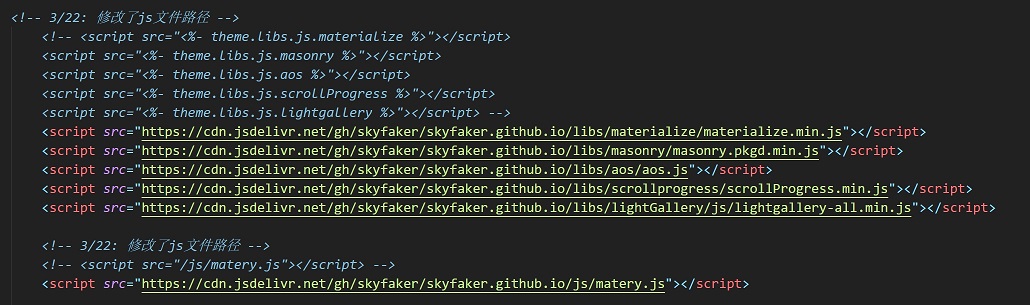 <!-- 3/22: 修改了js文件路径 -->
<!-- <script src="<%- theme.libs.js.materialize %>"></script>
<script src="<%- theme.libs.js.masonry %>"></script>
<script src="<%- theme.libs.js.aos %>"></script>
<script src="<%- theme.libs.js.scrollProgress %>"></script>
<script src="<%- theme.libs.js.lightgallery %>"></script> -->
<script src="https://cdn.jsdelivr.net/gh/skyfaker/skyfaker.github.io/libs/materialize/materialize.min.js"></script>
<script src="https://cdn.jsdelivr.net/gh/skyfaker/skyfaker.github.io/libs/masonry/masonry.pkgd.min.js"></script>
<script src="https://cdn.jsdelivr.net/gh/skyfaker/skyfaker.github.io/libs/aos/aos.js"></script>
<script src="https://cdn.jsdelivr.net/gh/skyfaker/skyfaker.github.io/libs/scrollprogress/scrollProgress.min.js"></script>
<script src="https://cdn.jsdelivr.net/gh/skyfaker/skyfaker.github.io/libs/lightGallery/js/lightgallery-all.min.js"></script>
<!-- 3/22: 修改了js文件路径 -->
<!-- <script src="/js/matery.js"></script> -->
<script src="https://cdn.jsdelivr.net/gh/skyfaker/skyfaker.github.io/js/matery.js"></script>